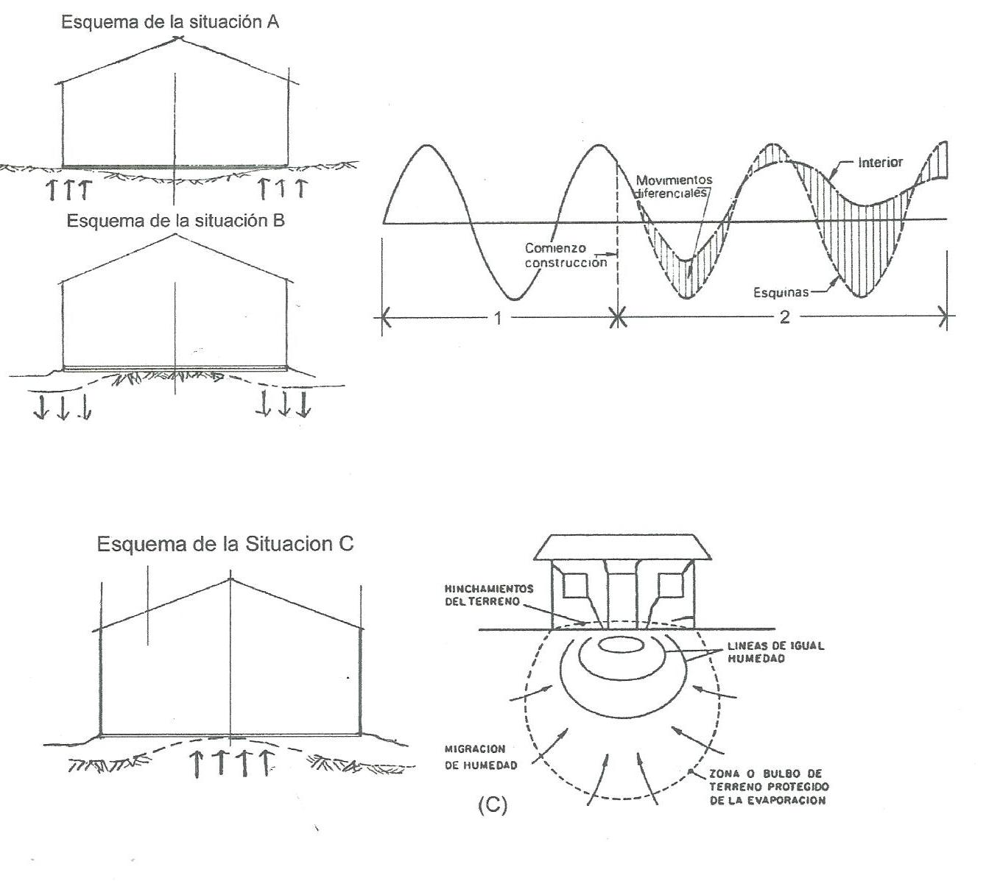 Esquema de la situación A
Esquema de la situación B
Movimientos
diferenciales
Interior
Comienzo
construcción
Esquinas
1
2
Esquema de la Situacion C
HINCHAMIENTOS
DEL TERRENO
LINEAS DE IGUAL
HUMEDAD
MIGRACION
DE HUMEDAD
ZONA O BULBO DE
TERRENO PROTEGIDO
DE LA EVAPORACION
(C)